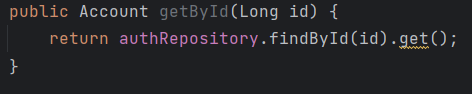 public Account getById(Long id) {
    return authRepository.findById(id).get();
}